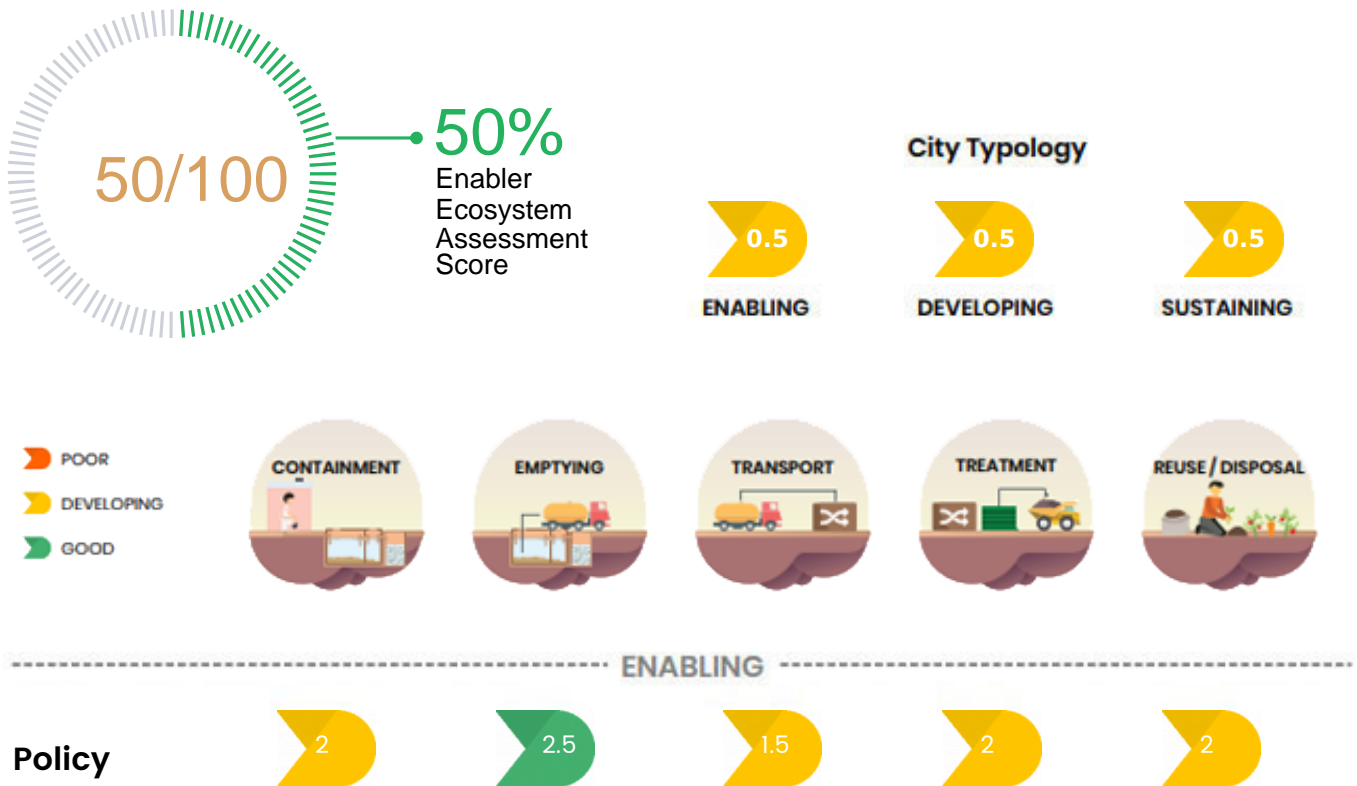 50/100
50%
Enabler
Ecosystem
Assessment
Score
City Typology
0.5 0.5 0.5
ENABLING DEVELOPING SUSTAINING
POOR
DEVELOPING
GOOD
CONTAINMENT EMPTYING TRANSPORT TREATMENT REUSE / DISPOSAL
ENABLING
Policy 2 2.5 1.5 2 2